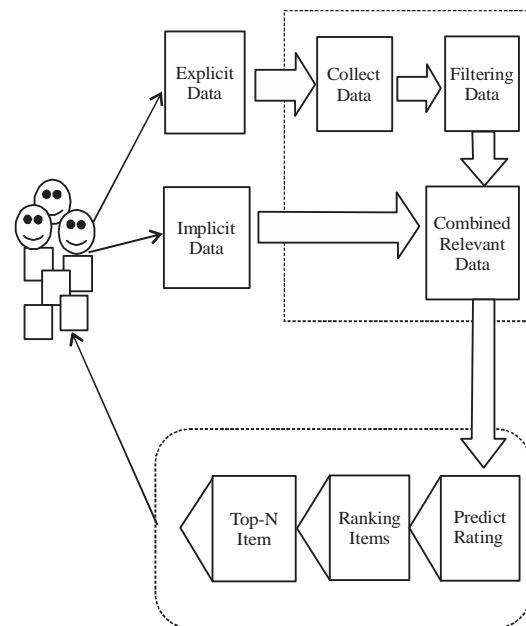 Explicit
Data
Collect
Data
Filtering
Data
Implicit
Data
Combined
Relevant
Data
Top-N
Item
Ranking
Items
Predict
Rating